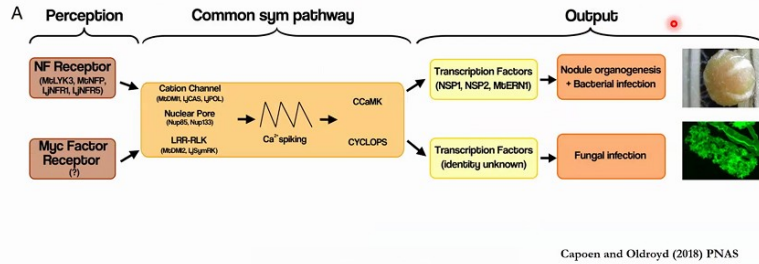 A
Perception
Common sym pathway
Output
NF Receptor
(MtLYK3, MtNFP,
LjNFR1, LjNFR5)
Myc Factor
Receptor
(?)
Cation Channel
(MtDMI1, LjCAS, LjPOL)
Nuclear Pore
(Nup85, Nup133)
LRR-RLK
(MtDMI2, LjSymRK)
Ca²⁺spiking
CCaMK
CYCLOPS
Transcription Factors
(NSP1, NSP2, MtERN1)
Transcription Factors
(identity unknown)
Nodule organogenesis
+ Bacterial infection
Fungal infection
Capoen and Oldroyd (2018) PNAS